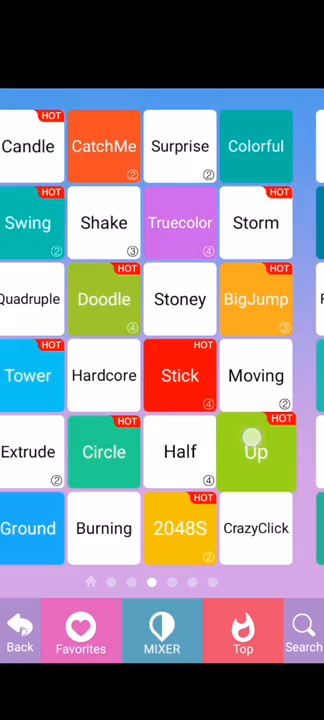 HOT
Candle
CatchMe
②
Surprise
②
Colorful
HOT
Swing
②
Shake
③
Truecolor
④
HOT
Storm
Quadruple
HOT
Doodle
④
Stoney
HOT
BigJump
③
HOT
Tower
Hardcore
HOT
Stick
④
Moving
②
Extrude
②
HOT
Circle
Half
④
HOT
Up
Ground
Burning
HOT
2048S
②
CrazyClick
Back
Favorites
MIXER
Top
Search